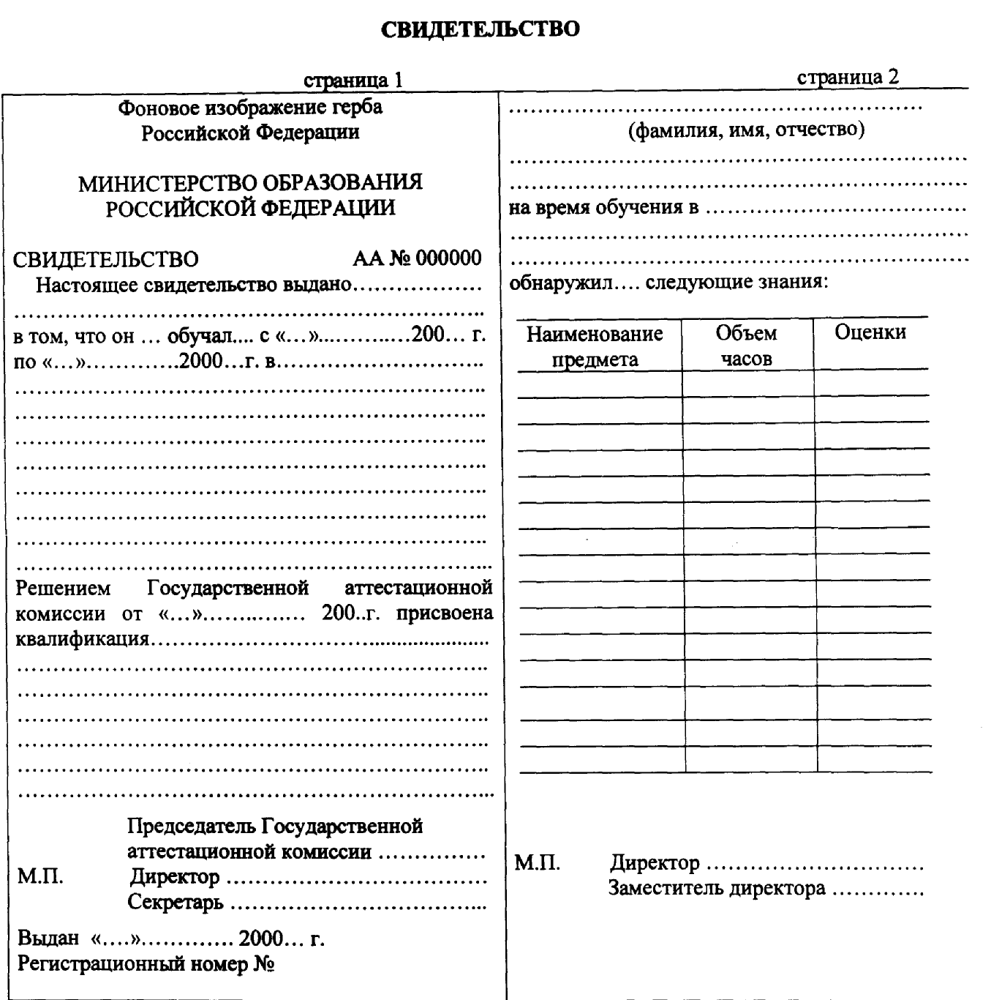 СВИДЕТЕЛЬСТВО
страница 1
Фоновое изображение герба
Российской Федерации
МИНИСТЕРСТВО ОБРАЗОВАНИЯ
РОССИЙСКОЙ ФЕДЕРАЦИИ
СВИДЕТЕЛЬСТВО АА № 000000
Настоящее свидетельство выдано..................
................................................................
в том, что он ... обучал.... с «...»..............200... г.
по «...».............2000...г. в.............................
................................................................
................................................................
................................................................
................................................................
................................................................
................................................................
................................................................
................................................................
Решением Государственной аттестационной
комиссии от «...»............... 200..г. присвоена
квалификация................................................
................................................................
................................................................
................................................................
................................................................
................................................................
................................................................
Председатель Государственной
аттестационной комиссии ...............
М.П. Директор ....................................
Секретарь ...................................
Выдан «....»............. 2000... г.
Регистрационный номер №
страница 2
.........................................................
(фамилия, имя, отчество)
...............................................................
...............................................................
на время обучения в ....................................
...............................................................
...............................................................
обнаружил.... следующие знания:
Наименование предмета Объем часов Оценки
М.П. Директор ..............................
Заместитель директора .............